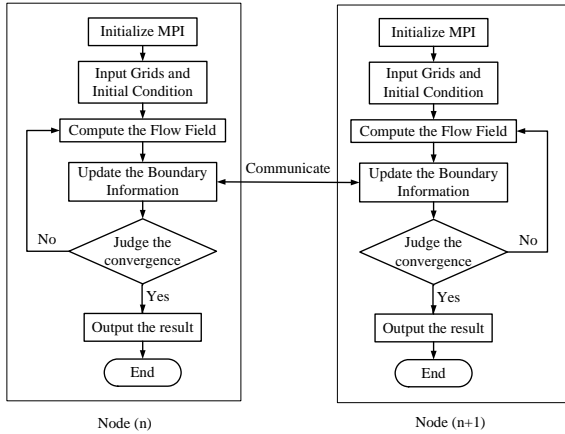 Initialize MPI
Input Grids and
Initial Condition
Compute the Flow Field
Update the Boundary
Information
No
Judge the
convergence
Yes
Output the result
End
Node (n)
Communicate
Initialize MPI
Input Grids and
Initial Condition
Compute the Flow Field
Update the Boundary
Information
Judge the
convergence
No
Yes
Output the result
End
Node (n+1)